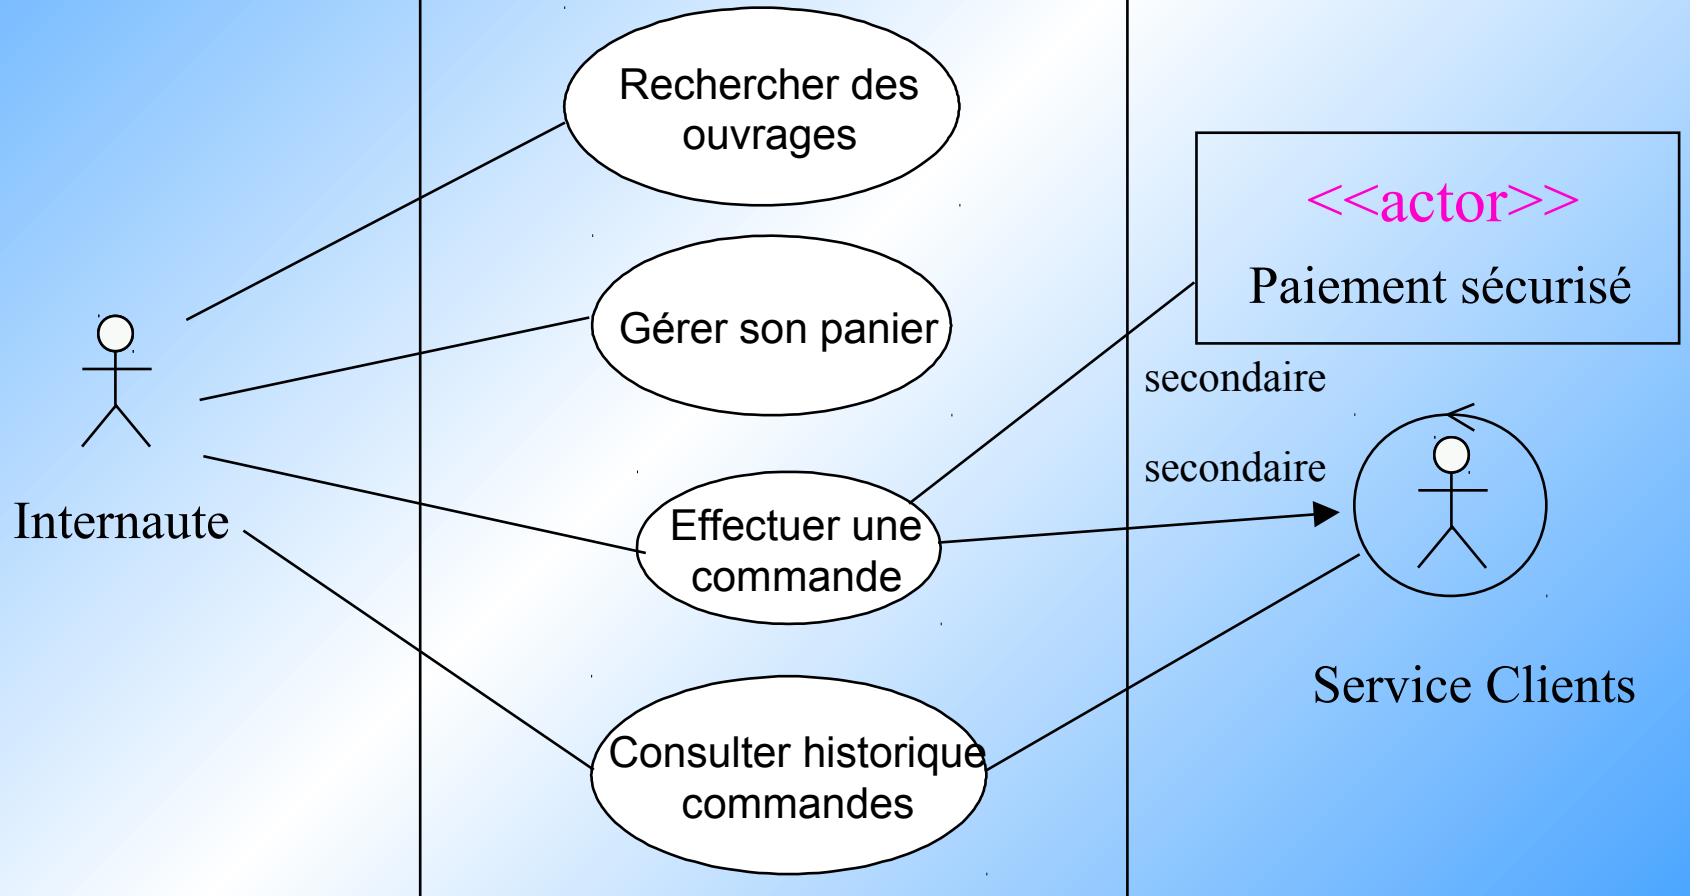 Rechercher des
ouvrages
<<actor>>
Paiement sécurisé
Gérer son panier
secondaire
secondaire
Internaute
Effectuer une
commande
Service Clients
Consulter historique
commandes